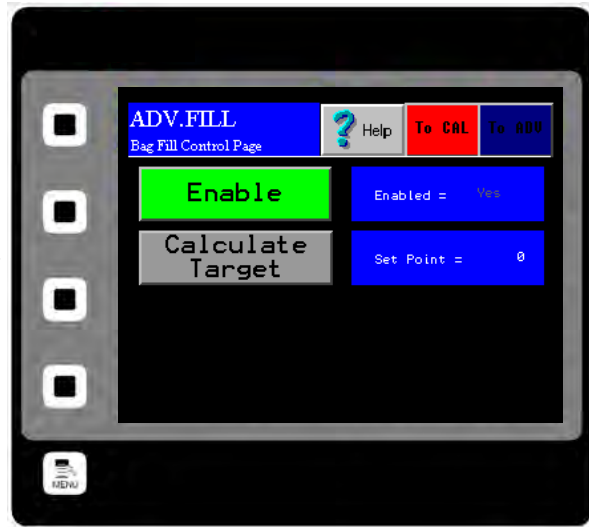 ADV.FILL
Bag Fill Control Page
Help
To CAL
To ADV
Enable
Enabled = Yes
Calculate
Target
Set Point = 0
MENU